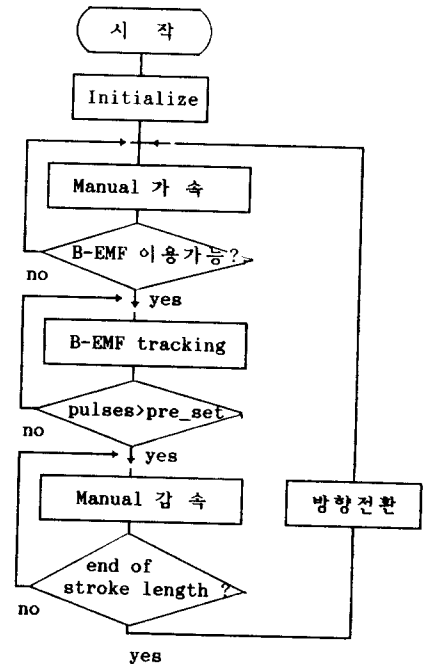 시 작
Initialize
Manual 가 속
B-EMF 이용가능?
no
yes
B-EMF tracking
pulses>pre_set
no
yes
Manual 감 속
방향전환
end of
stroke length ?
no
yes